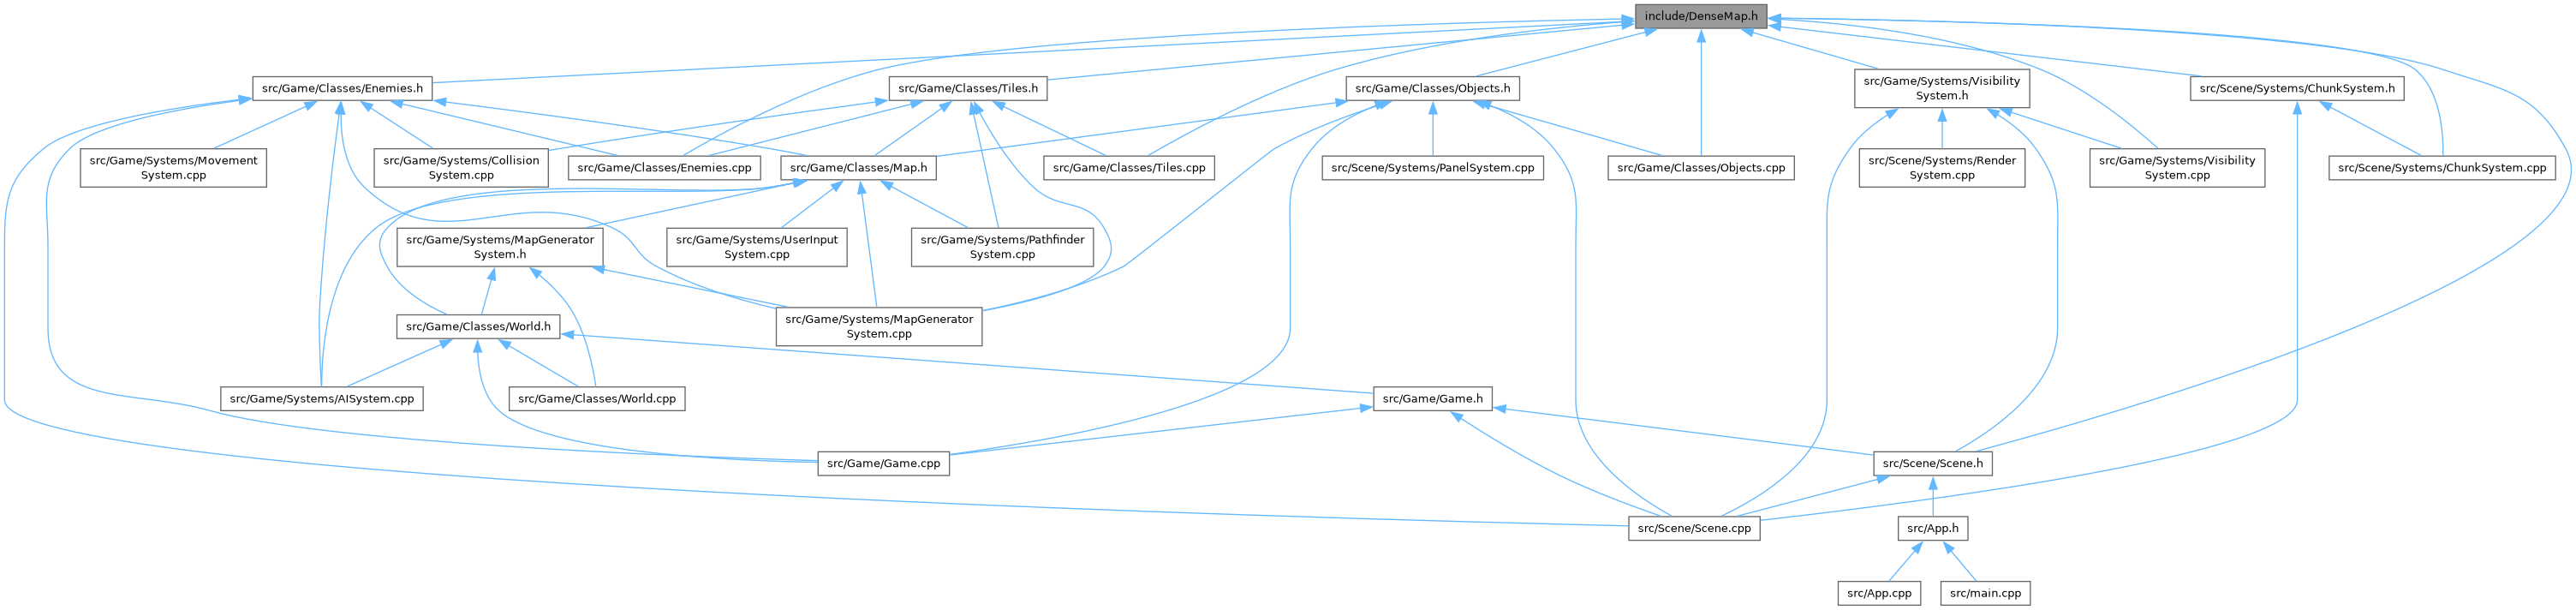 include/DenseMap.h
src/Game/Classes/Enemies.h
src/Game/Classes/Tiles.h
src/Game/Classes/Objects.h
src/Game/Systems/Visibility
System.h
src/Scene/Systems/ChunkSystem.h
src/Game/Systems/Movement
System.cpp
src/Game/Systems/Collision
System.cpp
src/Game/Classes/Enemies.cpp
src/Game/Classes/Map.h
src/Game/Classes/Tiles.cpp
src/Scene/Systems/PanelSystem.cpp
src/Game/Classes/Objects.cpp
src/Scene/Systems/Render
System.cpp
src/Game/Systems/Visibility
System.cpp
src/Scene/Systems/ChunkSystem.cpp
src/Game/Systems/MapGenerator
System.h
src/Game/Systems/UserInput
System.cpp
src/Game/Systems/Pathfinder
System.cpp
src/Game/Classes/World.h
src/Game/Systems/MapGenerator
System.cpp
src/Game/Systems/AISystem.cpp
src/Game/Classes/World.cpp
src/Game/Game.h
src/Game/Game.cpp
src/Scene/Scene.h
src/Scene/Scene.cpp
src/App.h
src/App.cpp
src/main.cpp